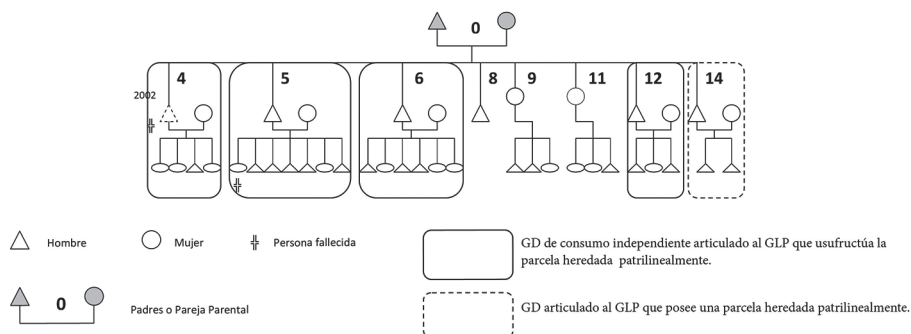 0
4 5 6 8 9 11 12 14
2002
Hombre Mujer Persona fallecida
GD de consumo independiente articulado al GLP que usufructúa la
parcela heredada patrilinealmente.
0 Padres o Pareja Parental
GD articulado al GLP que posee una parcela heredada patrilinealmente.